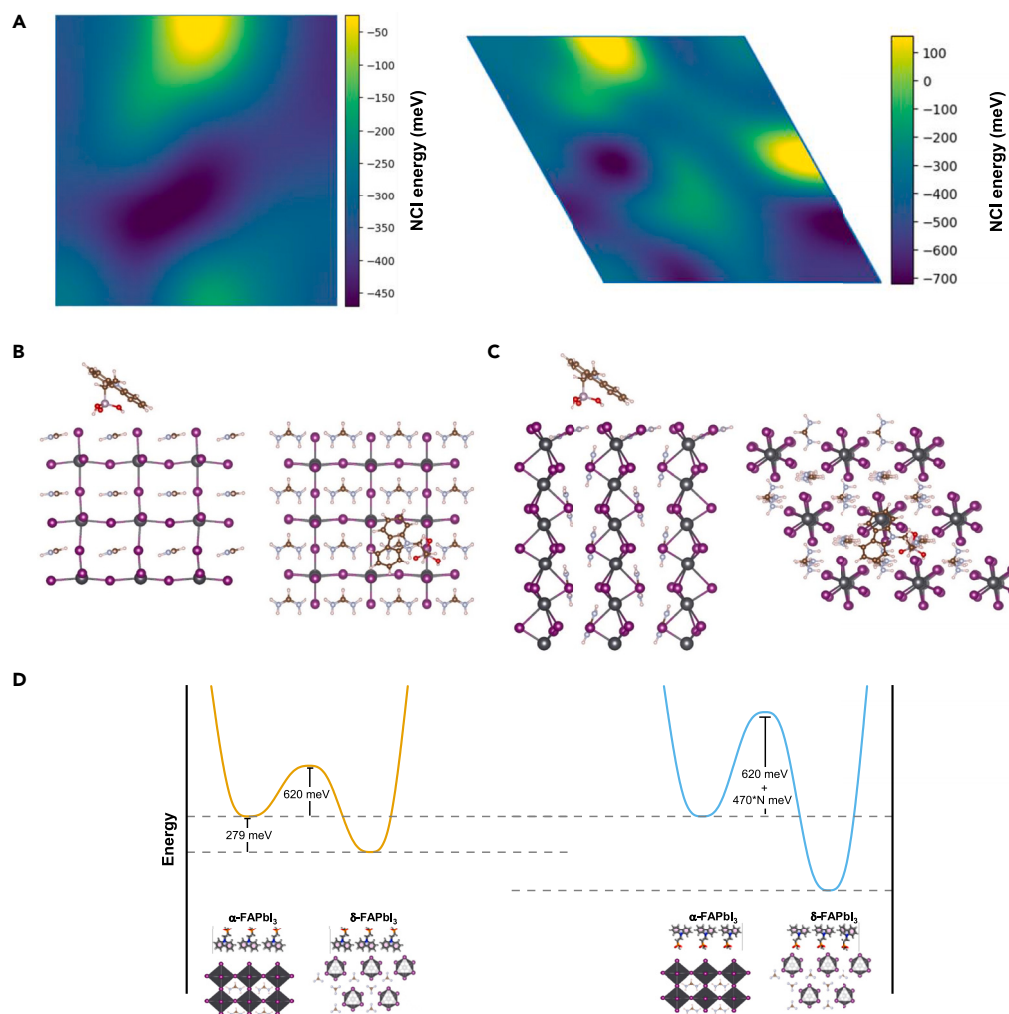 A
−50
−100
−150
−200
−250
−300
−350
−400
−450
NCI energy (meV)
100
0
−100
−200
−300
−400
−500
−600
−700
NCI energy (meV)
B
C
D
Energy
620 meV
279 meV
α-FAPbI3
δ-FAPbI3
620 meV
+
470*N meV
α-FAPbI3
δ-FAPbI3